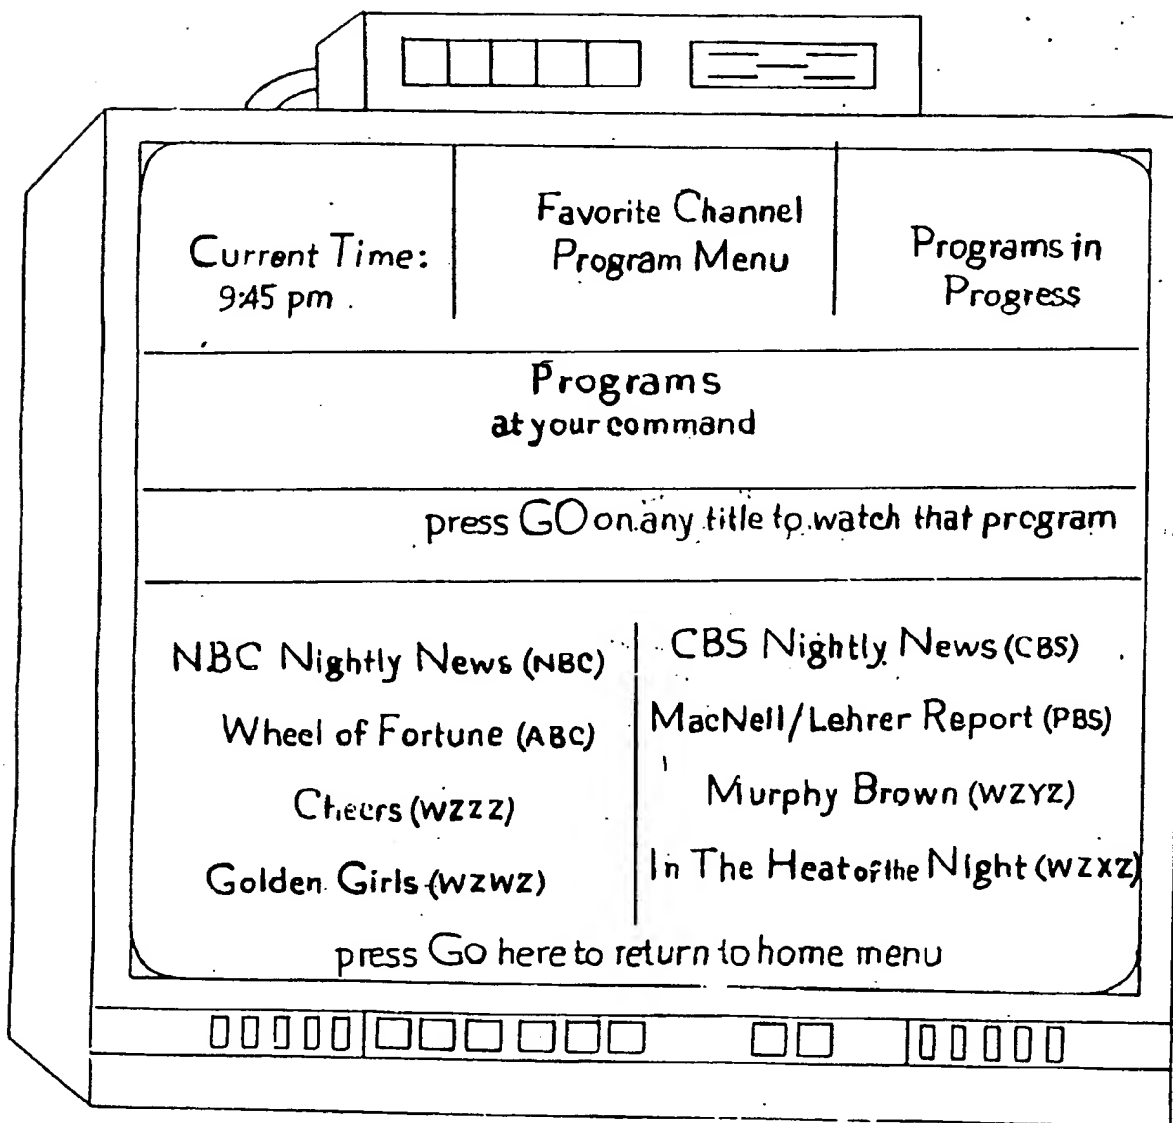 Current Time:
9:45 pm
Favorite Channel
Program Menu
Programs in
Progress
Programs
at your command
press GO on any title to watch that program
NBC Nightly News (NBC)
Wheel of Fortune (ABC)
Cheers (WZZZ)
Golden Girls (WZWZ)
CBS Nightly News (CBS)
MacNeil/Lehrer Report (PBS)
Murphy Brown (WZYZ)
In The Heat of the Night (WZXZ)
press Go here to return to home menu